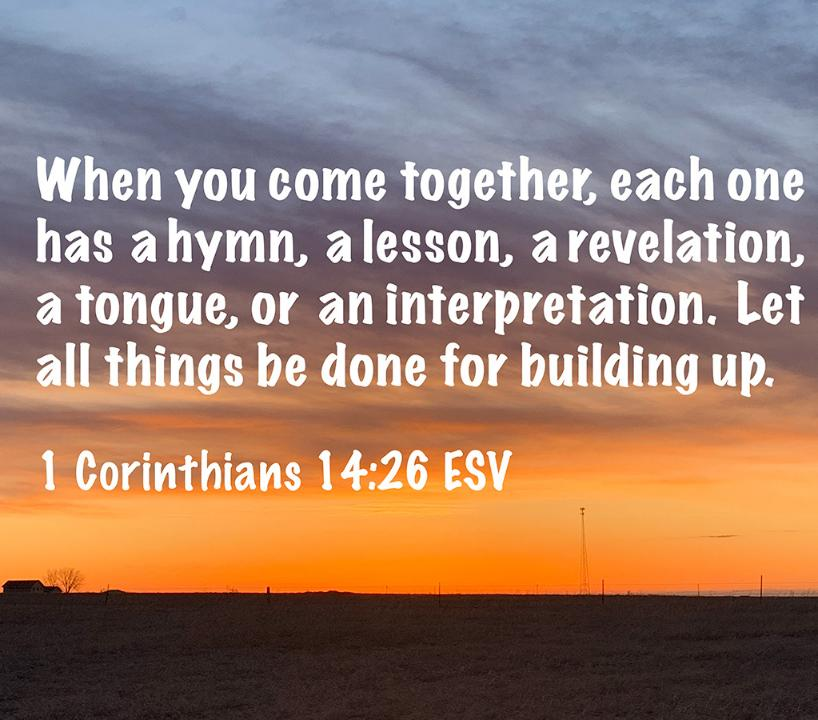 When you come together, each one
has a hymn, a lesson, a revelation,
a tongue, or an interpretation. Let
all things be done for building up.
1 Corinthians 14:26 ESV